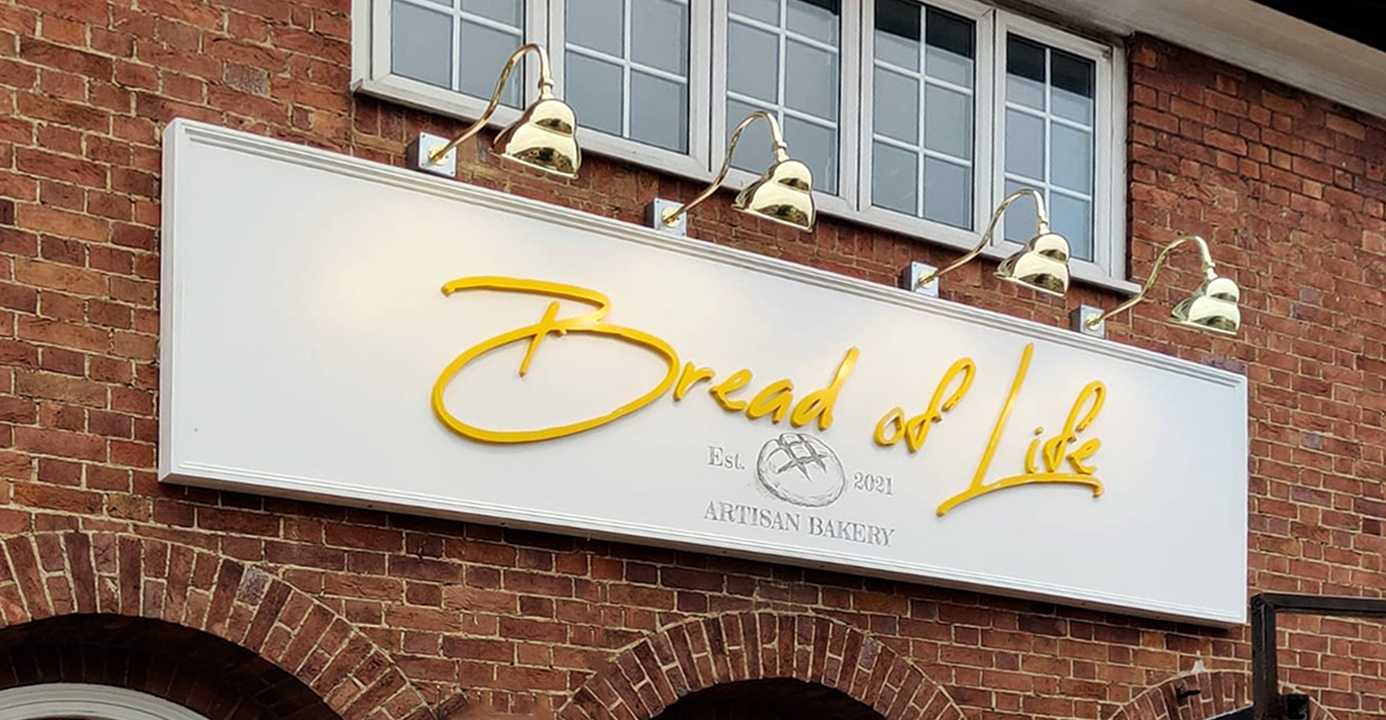 Bread of Life
Est. 2021
ARTISAN BAKERY